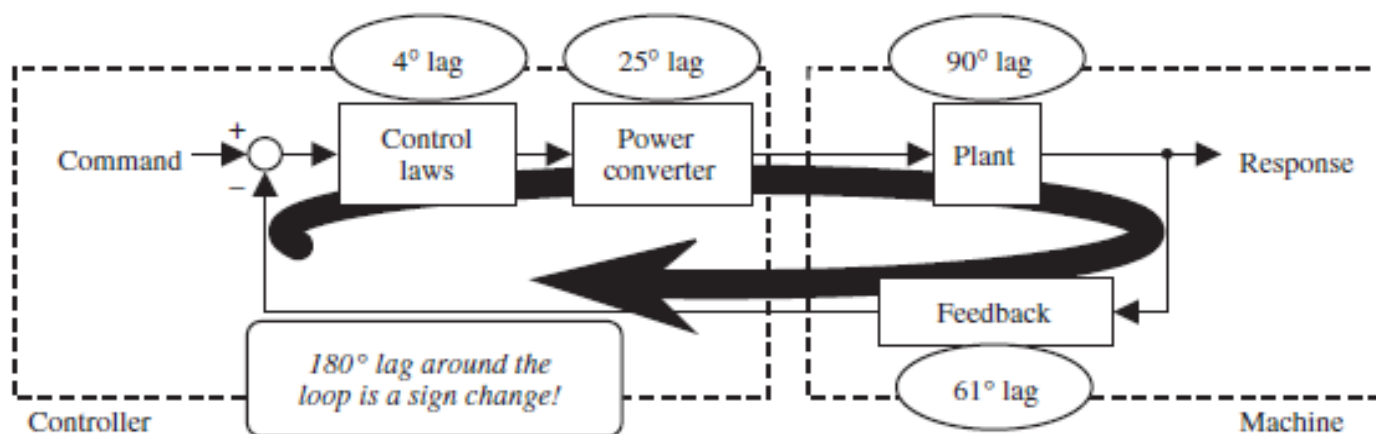 4° lag
25° lag
90° lag
Command
+
−
Control
laws
Power
converter
Plant
Response
Feedback
180° lag around the
loop is a sign change!
61° lag
Controller
Machine